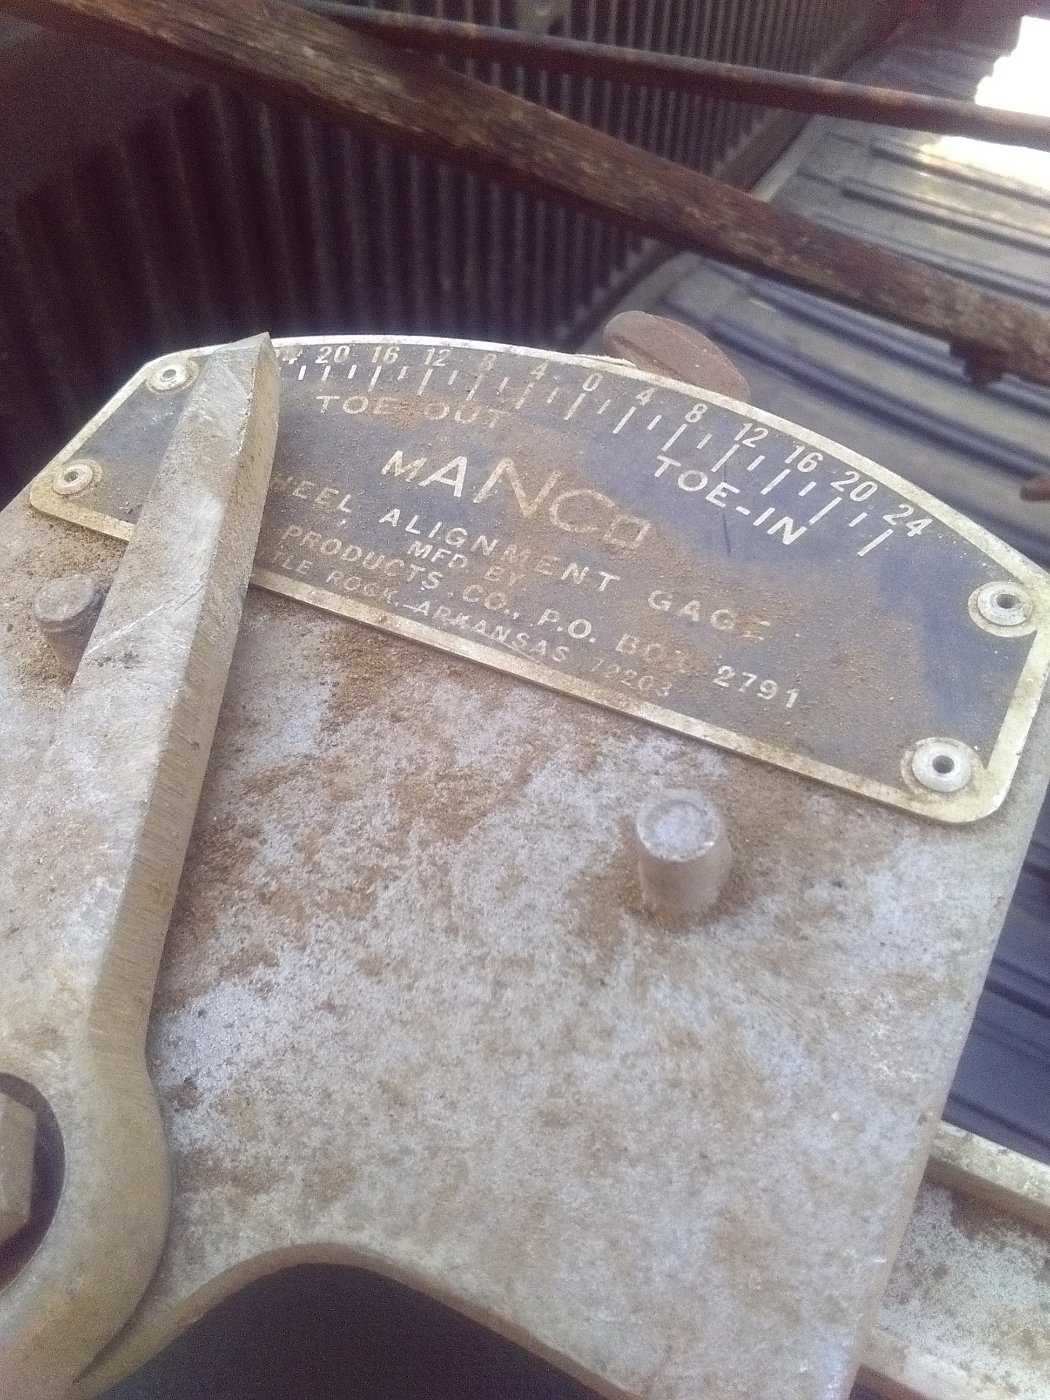 20 16 12 8 4 0 4 8 12 16 20 24
TOE-OUT TOE-IN
MANCO
ALIGNMENT GAGE
MFD BY
PRODUCTS CO., P.O. BOX 2791
ROCK, ARKANSAS 72203